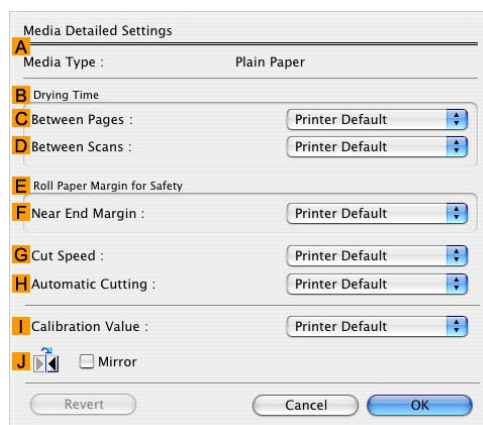 Media Detailed Settings
A
Media Type : Plain Paper
B Drying Time
C Between Pages : Printer Default
D Between Scans : Printer Default
E Roll Paper Margin for Safety
F Near End Margin : Printer Default
G Cut Speed : Printer Default
H Automatic Cutting : Printer Default
I Calibration Value : Printer Default
J Mirror
Revert Cancel OK